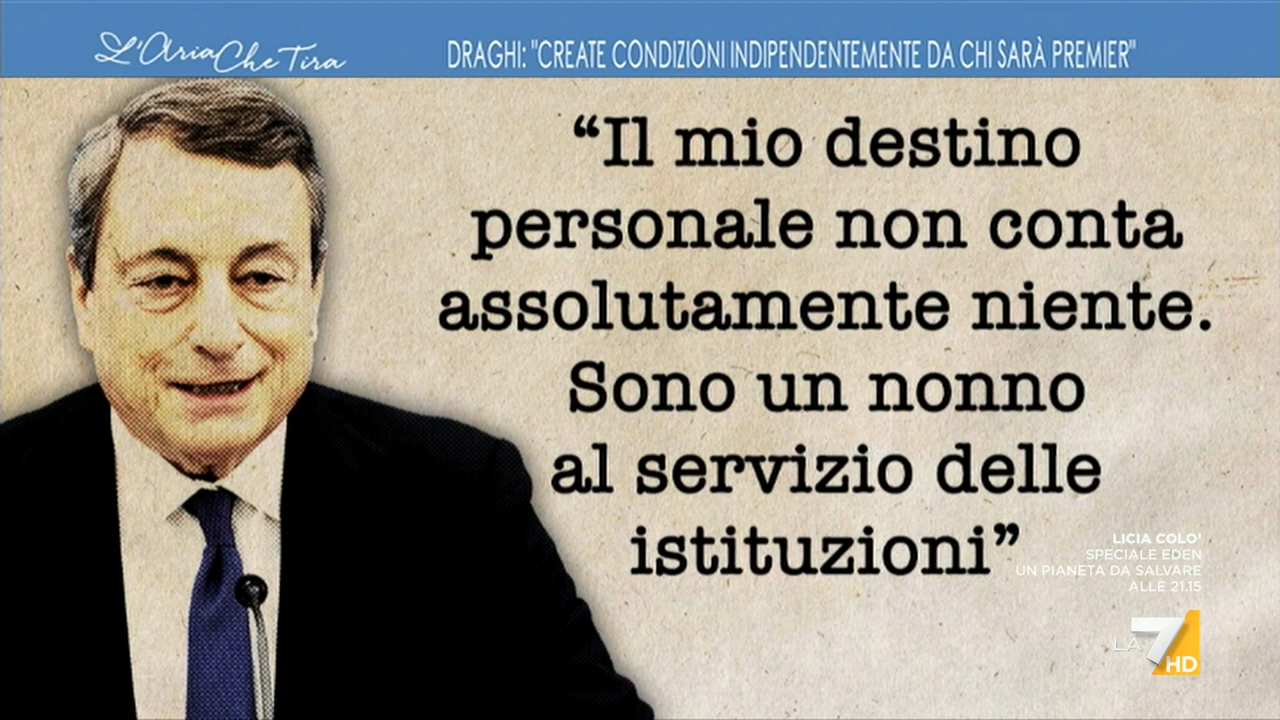 L'Aria Che Tira
DRAGHI: "CREATE CONDIZIONI INDIPENDENTEMENTE DA CHI SARÀ PREMIER"
“Il mio destino
personale non conta
assolutamente niente.
Sono un nonno
al servizio delle
istituzioni”
LICIA COLO'
SPECIALE EDEN
UN PIANETA DA SALVARE
ALLE 21.15
LA7
HD